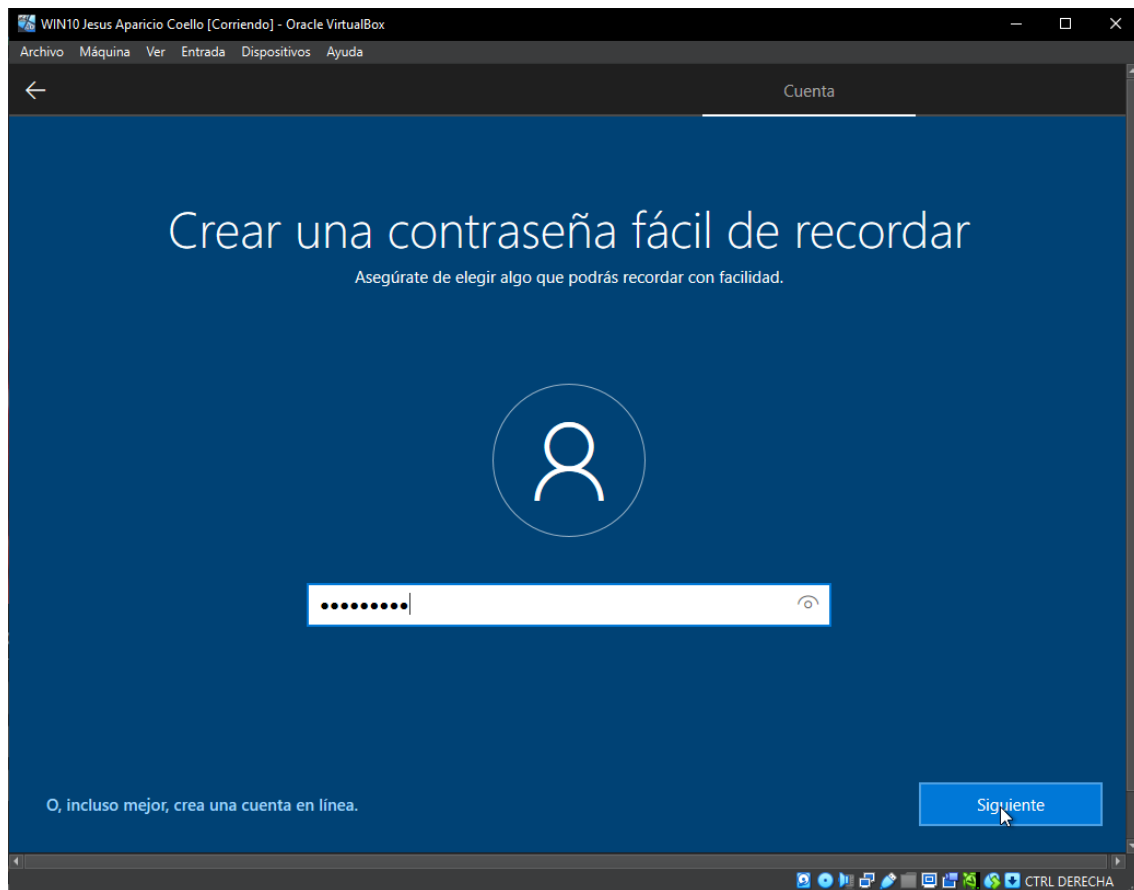 WIN10 Jesus Aparicio Coello [Corriendo] - Oracle VirtualBox
Archivo Máquina Ver Entrada Dispositivos Ayuda
Cuenta
Crear una contraseña fácil de recordar
Asegúrate de elegir algo que podrás recordar con facilidad.
•••••••••
O, incluso mejor, crea una cuenta en línea.
Siguiente
CTRL DERECHA